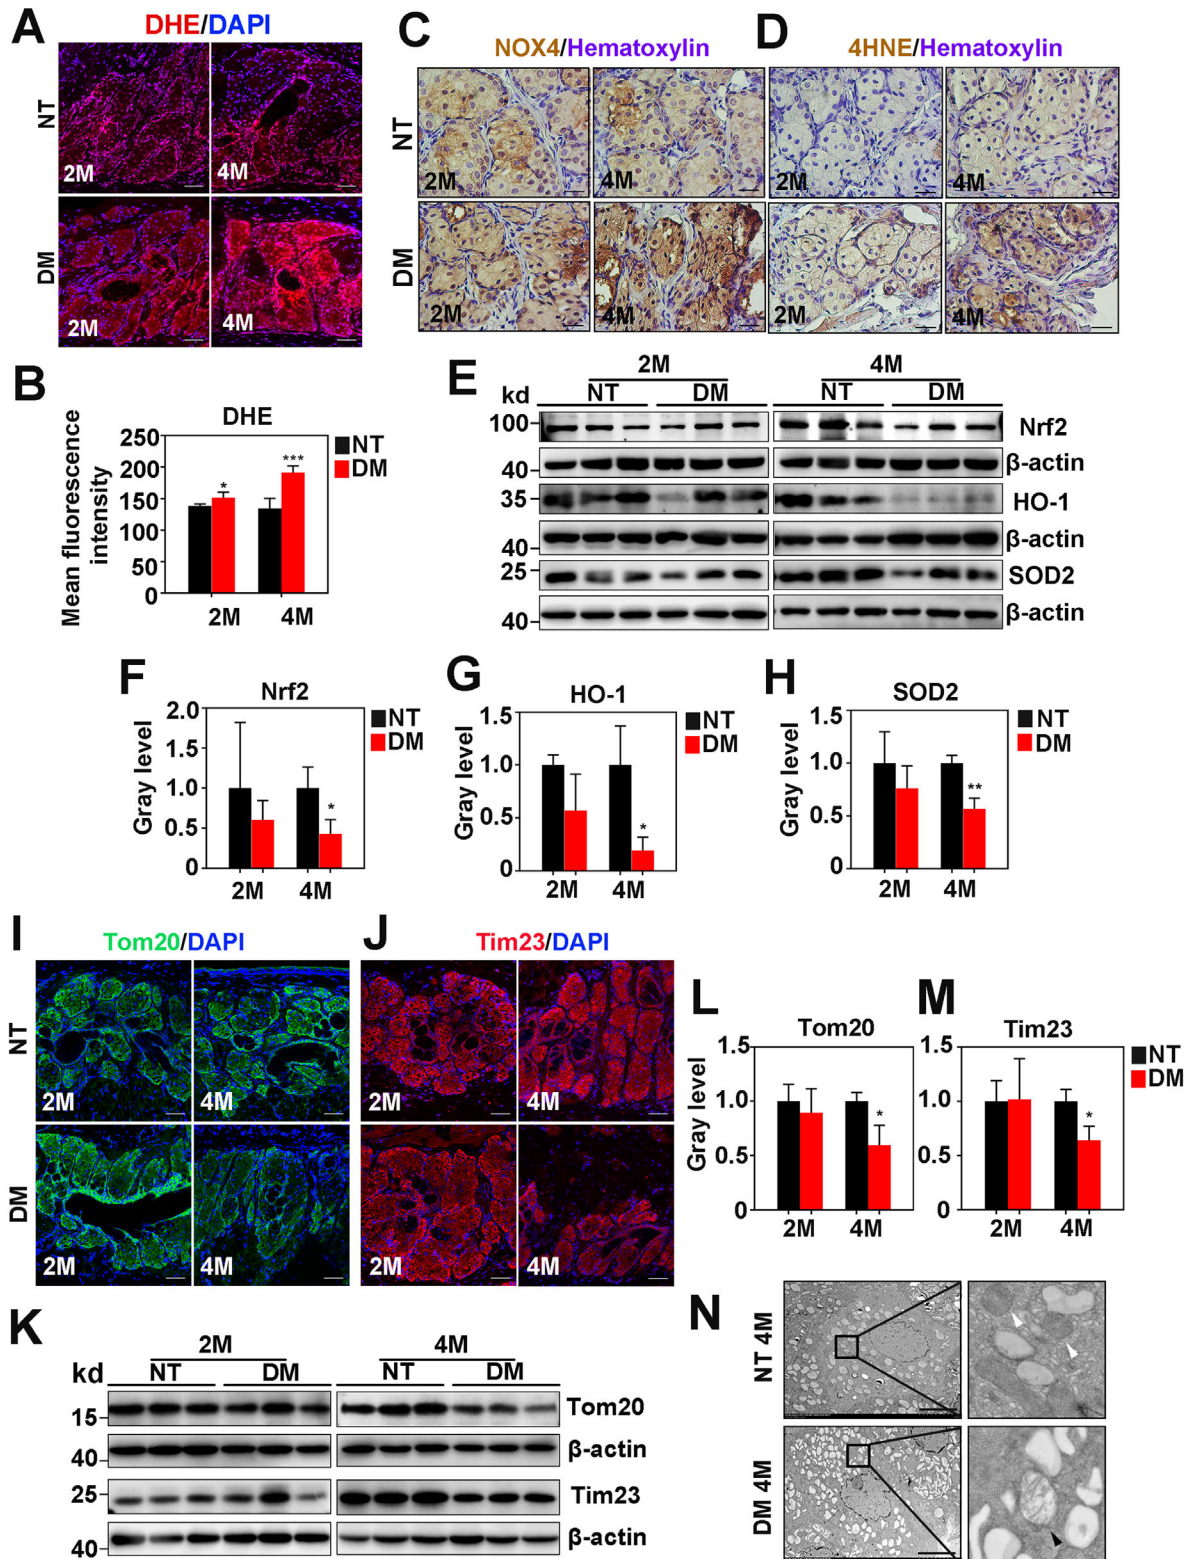 A
DHE/DAPI
NT
2M
4M
DM
2M
4M
C
NOX4/Hematoxylin
NT
2M
4M
DM
2M
4M
D
4HNE/Hematoxylin
2M
4M
2M
4M
B
DHE
Mean fluorescence
intensity
250
200
150
100
50
0
*
***
NT
DM
2M
4M
E
2M
4M
kd
NT
DM
NT
DM
100
Nrf2
40
β-actin
35
HO-1
40
β-actin
25
SOD2
40
β-actin
F
Nrf2
Gray level
2.0
1.5
1.0
0.5
0
*
NT
DM
2M
4M
G
HO-1
Gray level
1.5
1.0
0.5
0
*
NT
DM
2M
4M
H
SOD2
Gray level
1.5
1.0
0.5
0
**
NT
DM
2M
4M
I
Tom20/DAPI
NT
2M
4M
DM
2M
4M
J
Tim23/DAPI
2M
4M
2M
4M
L
Tom20
Gray level
1.5
1.0
0.5
0
*
2M
4M
M
Tim23
1.5
1.0
0.5
0
*
NT
DM
2M
4M
K
2M
4M
kd
NT
DM
NT
DM
15
Tom20
40
β-actin
25
Tim23
40
β-actin
N
NT 4M
DM 4M